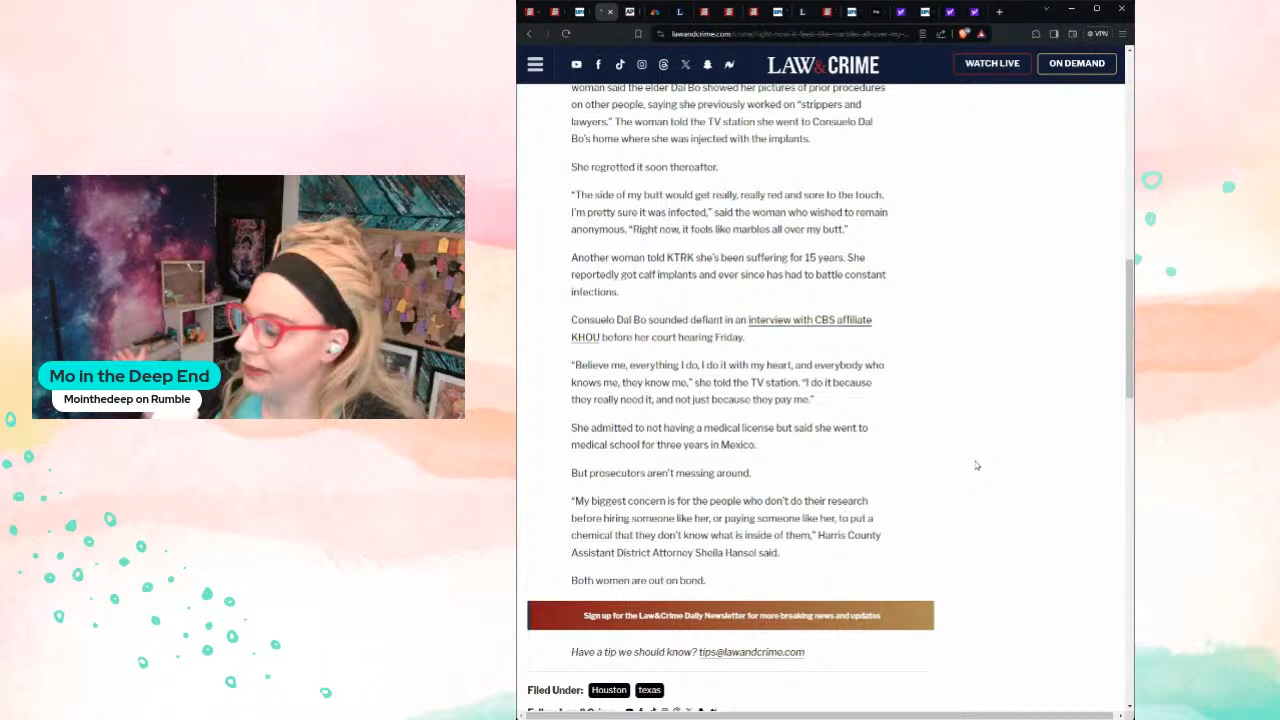 lawandcrime.com/crime/right-now-it-feels-like-marbles-all-over-my-...
VPN
LAW&CRIME
WATCH LIVE
ON DEMAND
woman said the elder Dal Bo showed her pictures of prior procedures
on other people, saying she previously worked on “strippers and
lawyers.” The woman told the TV station she went to Consuelo Dal
Bo’s home where she was injected with the implants.
She regretted it soon thereafter.
“The side of my butt would get really, really red and sore to the touch.
I’m pretty sure it was infected,” said the woman who wished to remain
anonymous. “Right now, it feels like marbles all over my butt.”
Another woman told KTRK she’s been suffering for 15 years. She
reportedly got calf implants and ever since has had to battle constant
infections.
Consuelo Dal Bo sounded defiant in an interview with CBS affiliate
KHOU before her court hearing Friday.
“Believe me, everything I do, I do it with my heart, and everybody who
knows me, they know me,” she told the TV station. “I do it because
they really need it, and not just because they pay me.”
She admitted to not having a medical license but said she went to
medical school for three years in Mexico.
But prosecutors aren’t messing around.
“My biggest concern is for the people who don’t do their research
before hiring someone like her, or paying someone like her, to put a
chemical that they don’t know what is inside of them,” Harris County
Assistant District Attorney Sheila Hansel said.
Both women are out on bond.
Sign up for the Law&Crime Daily Newsletter for more breaking news and updates
Have a tip we should know? tips@lawandcrime.com
Filed Under: Houston texas
Mo in the Deep End
Mointhedeep on Rumble